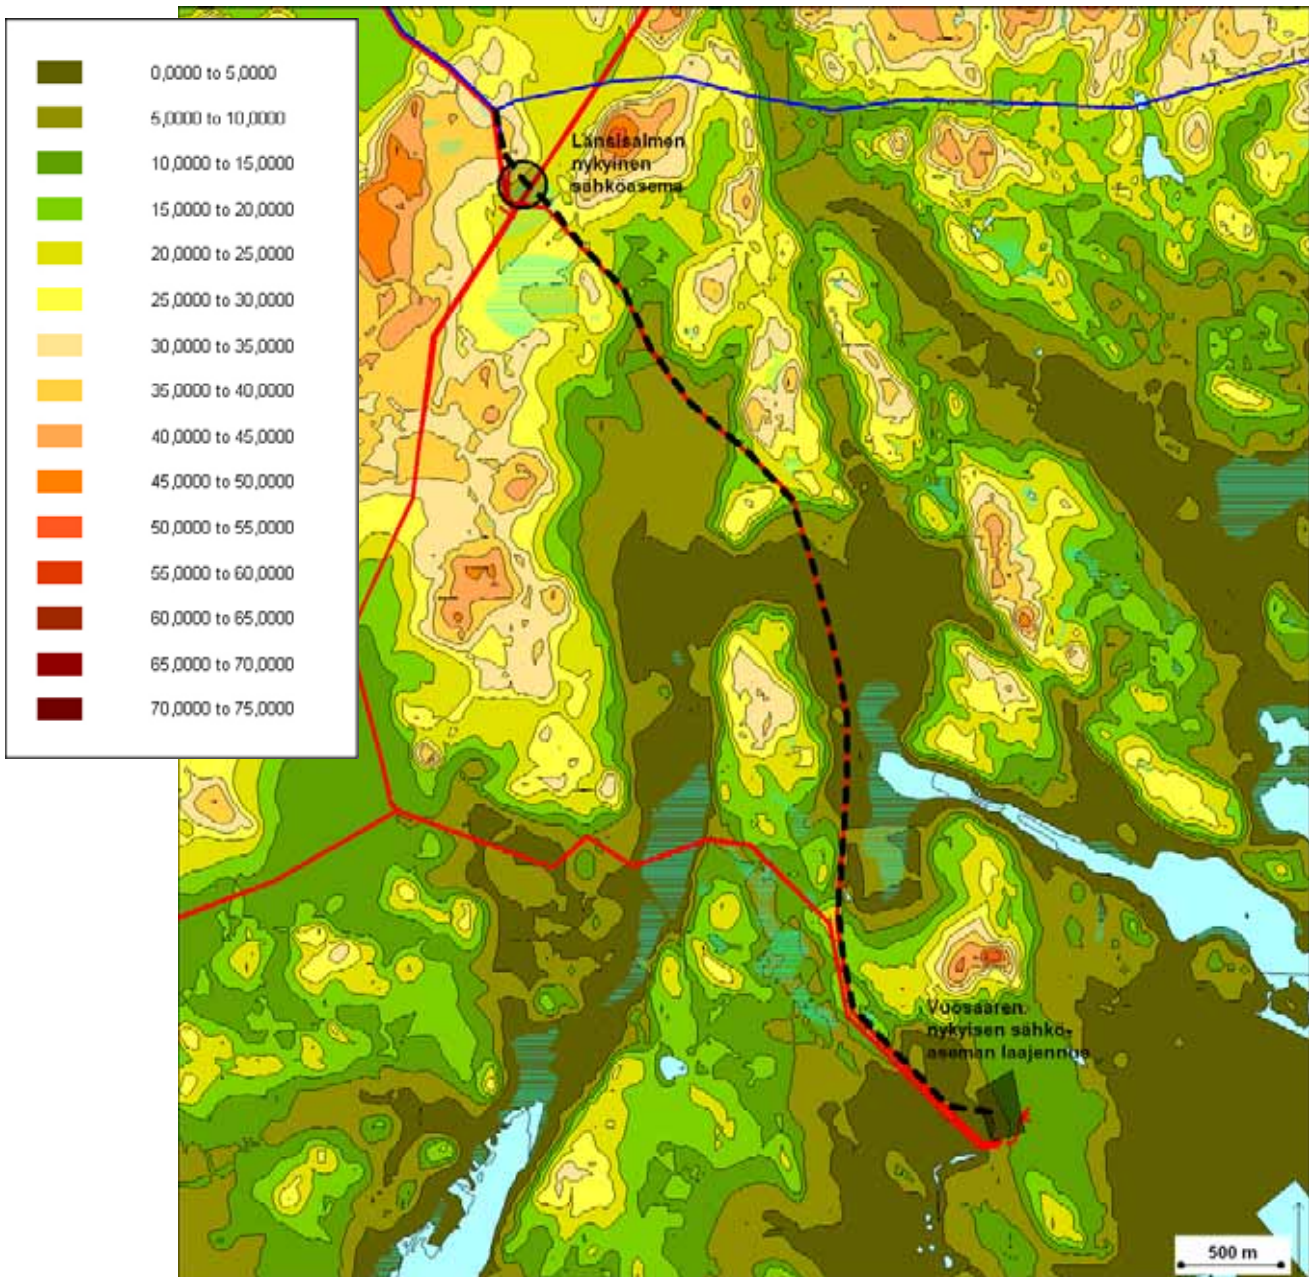 0,0000 to 5,0000
5,0000 to 10,0000
10,0000 to 15,0000
15,0000 to 20,0000
20,0000 to 25,0000
25,0000 to 30,0000
30,0000 to 35,0000
35,0000 to 40,0000
40,0000 to 45,0000
45,0000 to 50,0000
50,0000 to 55,0000
55,0000 to 60,0000
60,0000 to 65,0000
65,0000 to 70,0000
70,0000 to 75,0000
Länsisalmen
nykyinen
sähköasema
Vuosaaren
nykyisen sähkö-
aseman laajennus
500 m